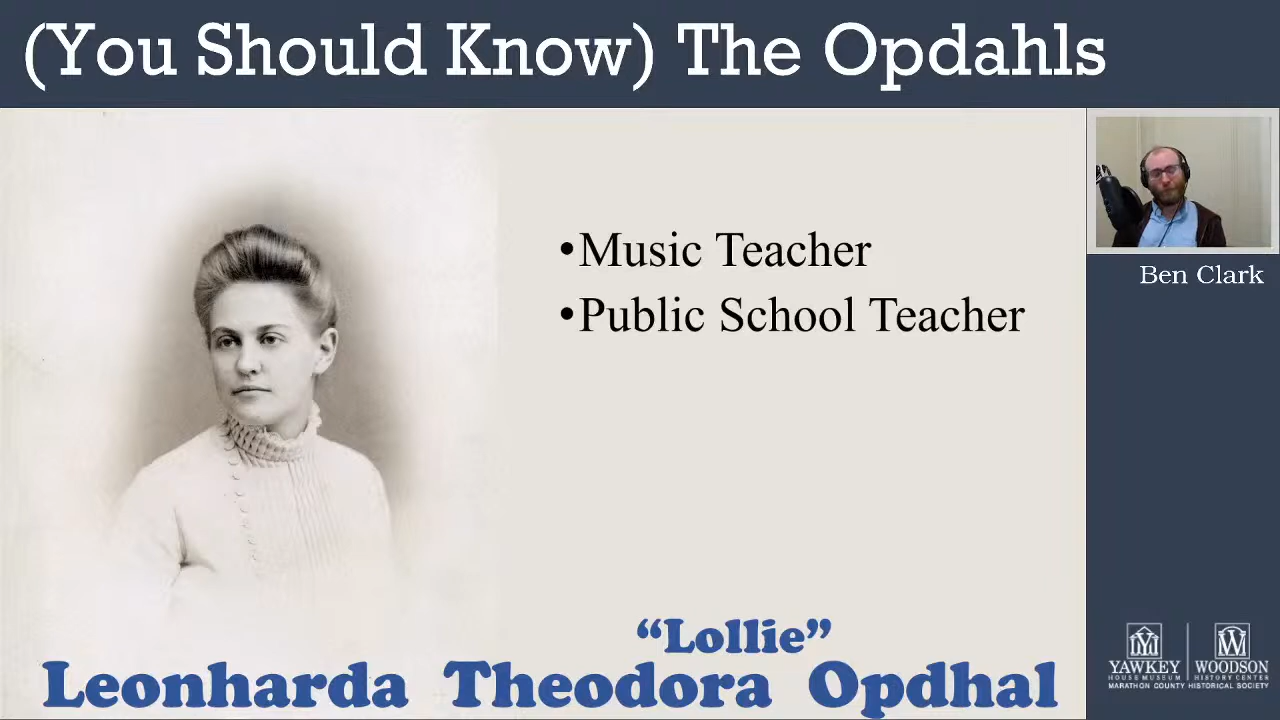 (You Should Know) The Opdahls
•Music Teacher
•Public School Teacher
Ben Clark
“Lollie”
Leonharda Theodora Opdhal
YAWKEY WOODSON
HOUSE MUSEUM HISTORY CENTER
MARATHON COUNTY HISTORICAL SOCIETY